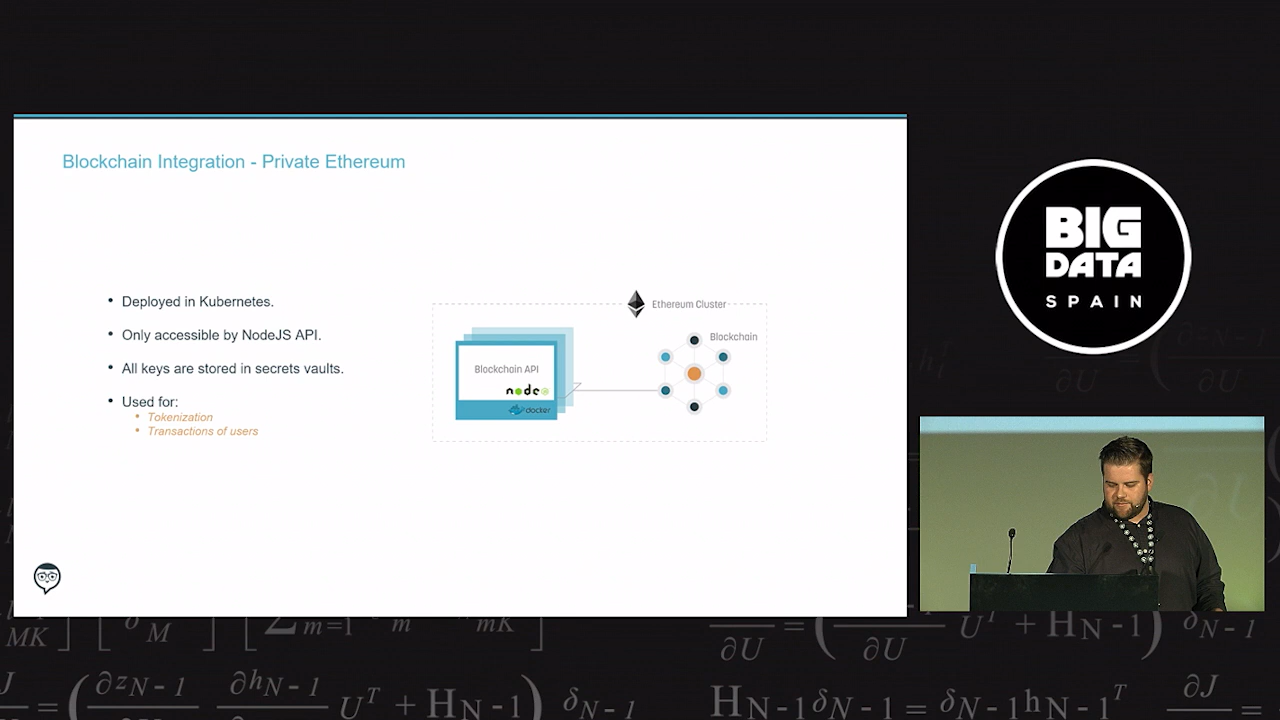 Blockchain Integration - Private Ethereum
• Deployed in Kubernetes.
• Only accessible by NodeJS API.
• All keys are stored in secrets vaults.
• Used for:
• Tokenization
• Transactions of users
Ethereum Cluster
Blockchain
Blockchain API
node
docker
BIG
DATA
SPAIN